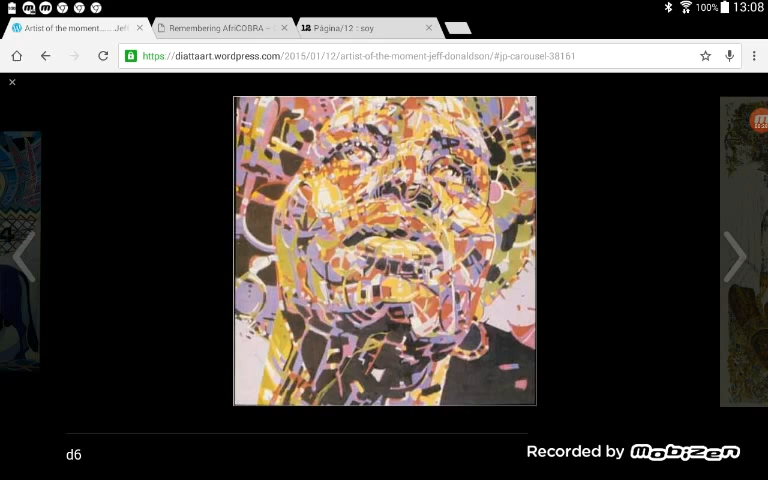 100% 13:08
Artist of the moment...... Jeff
Remembering AfriCOBRA –
12 Página/12 :: soy
https://diattaart.wordpress.com/2015/01/12/artist-of-the-moment-jeff-donaldson/#jp-carousel-38161
d6
Recorded by mobizen